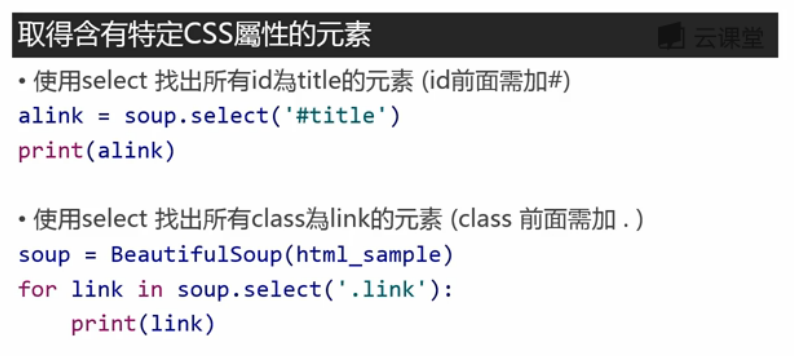 取得含有特定CSS屬性的元素
云课堂
• 使用select 找出所有id為title的元素 (id前面需加#)
alink = soup.select('#title')
print(alink)
• 使用select 找出所有class為link的元素 (class 前面需加 . )
soup = BeautifulSoup(html_sample)
for link in soup.select('.link'):
    print(link)